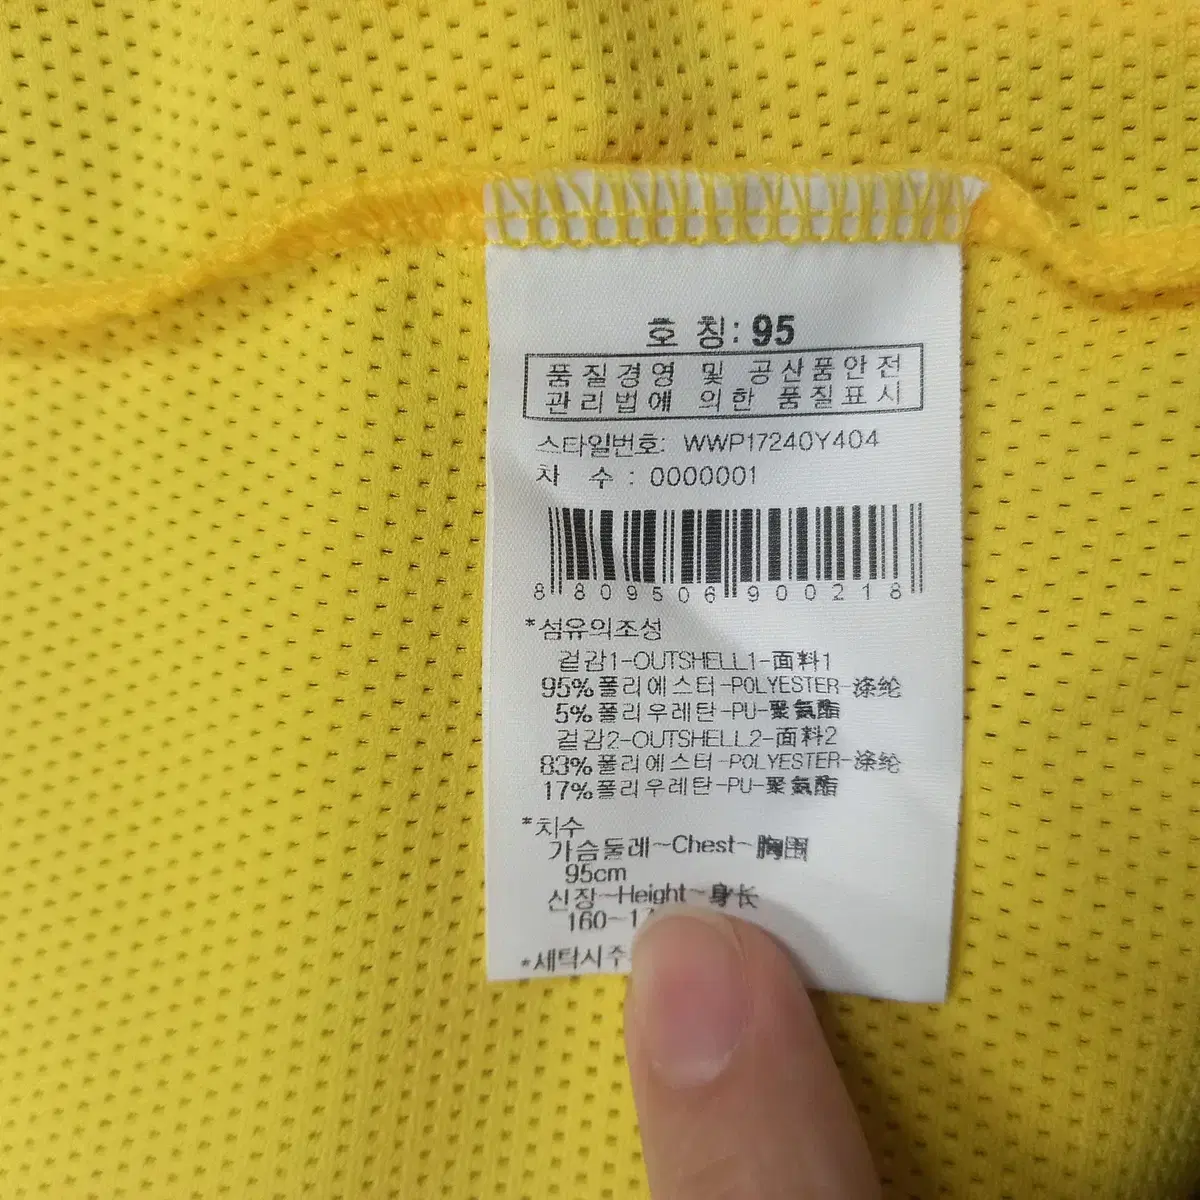 호 칭: 95
품질경영 및 공산품안전
관리법에 의한 품질표시
스타일번호: WWP17240Y404
차 수 : 0000001
8 809506 900218
*섬유의조성
겉감1-OUTSHELL1-面料1
95%폴리에스터-POLYESTER-涤纶
5%폴리우레탄-PU-聚氨酯
겉감2-OUTSHELL2-面料2
83%폴리에스터-POLYESTER-涤纶
17%폴리우레탄-PU-聚氨酯
*치수
가슴둘레~Chest~胸围
95cm
신장~Height~身长
160~17
*세탁시주